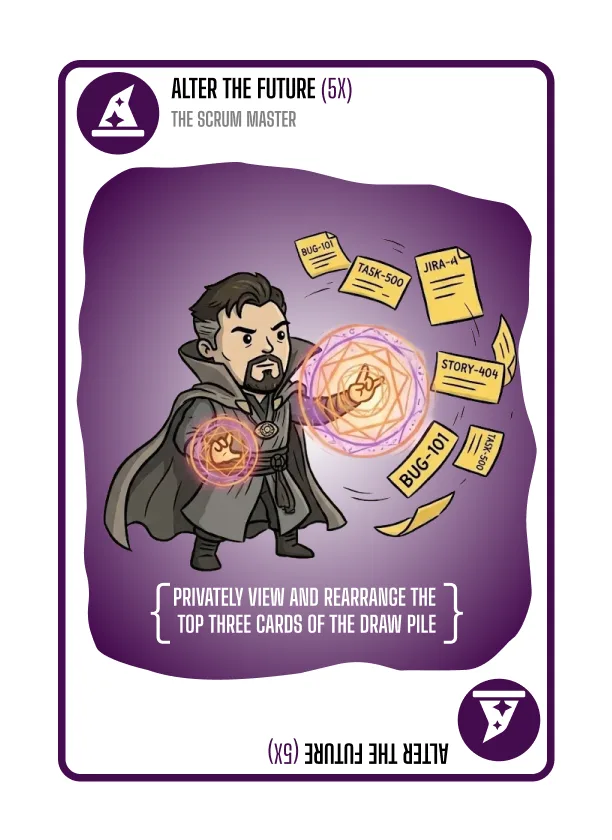 ALTER THE FUTURE (5X)
THE SCRUM MASTER
BUG-101
TASK-500
JIRA-4
STORY-404
BUG-101
TASK-500
PRIVATELY VIEW AND REARRANGE THE
TOP THREE CARDS OF THE DRAW PILE
ALTER THE FUTURE (5X)